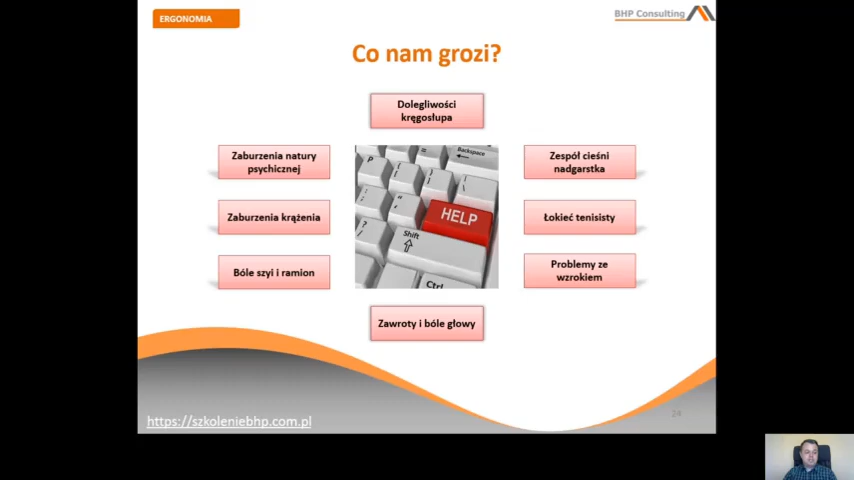 ERGONOMIA
BHP Consulting
Co nam grozi?
Dolegliwości
kręgosłupa
Zaburzenia natury
psychicznej
Zespół cieśni
nadgarstka
Zaburzenia krążenia
Łokieć tenisisty
Bóle szyi i ramion
Problemy ze
wzrokiem
Zawroty i bóle głowy
Backspace
P
HELP
Shift
Ctrl
https://szkoleniebhp.com.pl
24